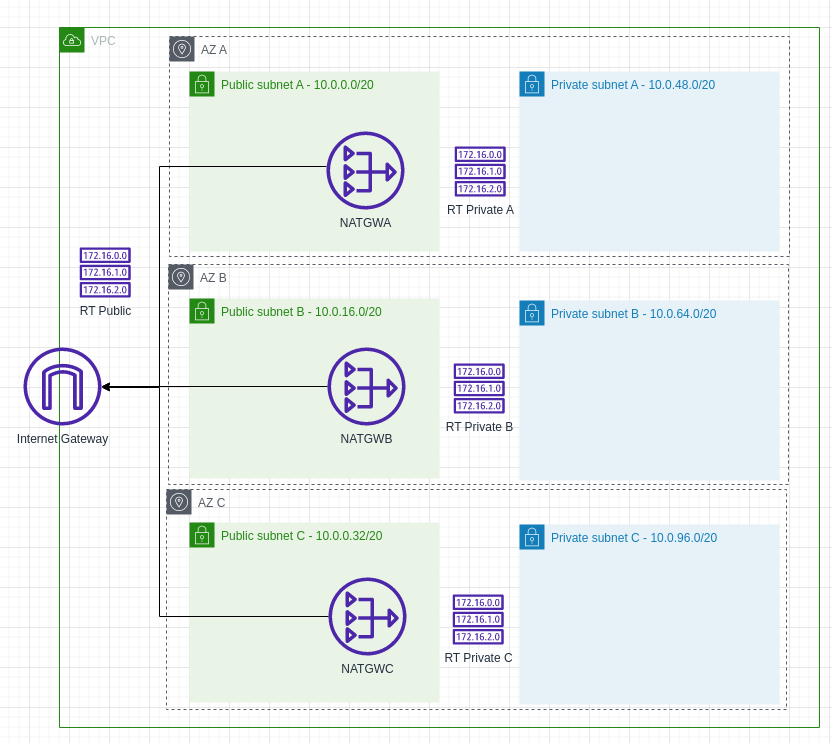 VPC
AZ A
Public subnet A - 10.0.0.0/20
Private subnet A - 10.0.48.0/20
172.16.0.0
172.16.1.0
172.16.2.0
RT Private A
NATGWA
172.16.0.0
172.16.1.0
172.16.2.0
RT Public
AZ B
Public subnet B - 10.0.16.0/20
Private subnet B - 10.0.64.0/20
172.16.0.0
172.16.1.0
172.16.2.0
RT Private B
NATGWB
Internet Gateway
AZ C
Public subnet C - 10.0.0.32/20
Private subnet C - 10.0.96.0/20
172.16.0.0
172.16.1.0
172.16.2.0
RT Private C
NATGWC